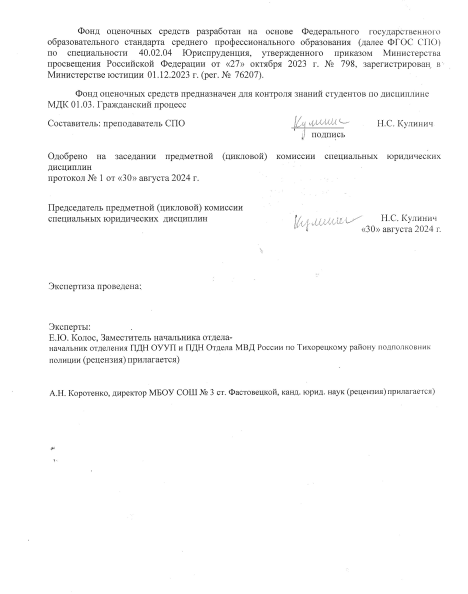 Фонд оценочных средств разработан на основе Федерального государственного
образовательного стандарта среднего профессионального образования (далее ФГОС СПО)
по специальности 40.02.04 Юриспруденция, утвержденного приказом Министерства
просвещения Российской Федерации от «27» октября 2023 г. № 798, зарегистрирован в
Министерстве юстиции 01.12.2023 г. (рег. № 76207).
Фонд оценочных средств предназначен для контроля знаний студентов по дисциплине
МДК 01.03. Гражданский процесс
Составитель: преподаватель СПО Кулинич Н.С. Кулинич
подпись
Одобрено на заседании предметной (цикловой) комиссии специальных юридических
дисциплин
протокол № 1 от «30» августа 2024 г.
Председатель предметной (цикловой) комиссии
специальных юридических дисциплин Кулинич Н.С. Кулинич
«30» августа 2024 г.
Экспертиза проведена:
Эксперты:
Е.Ю. Колос, Заместитель начальника отдела-
начальник отделения ПДН ОУУП и ПДН Отдела МВД России по Тихорецкому району подполковник
полиции (рецензия) прилагается)
А.Н. Коротенко, директор МБОУ СОШ № 3 ст. Фастовецкой, канд. юрид. наук (рецензия) прилагается)